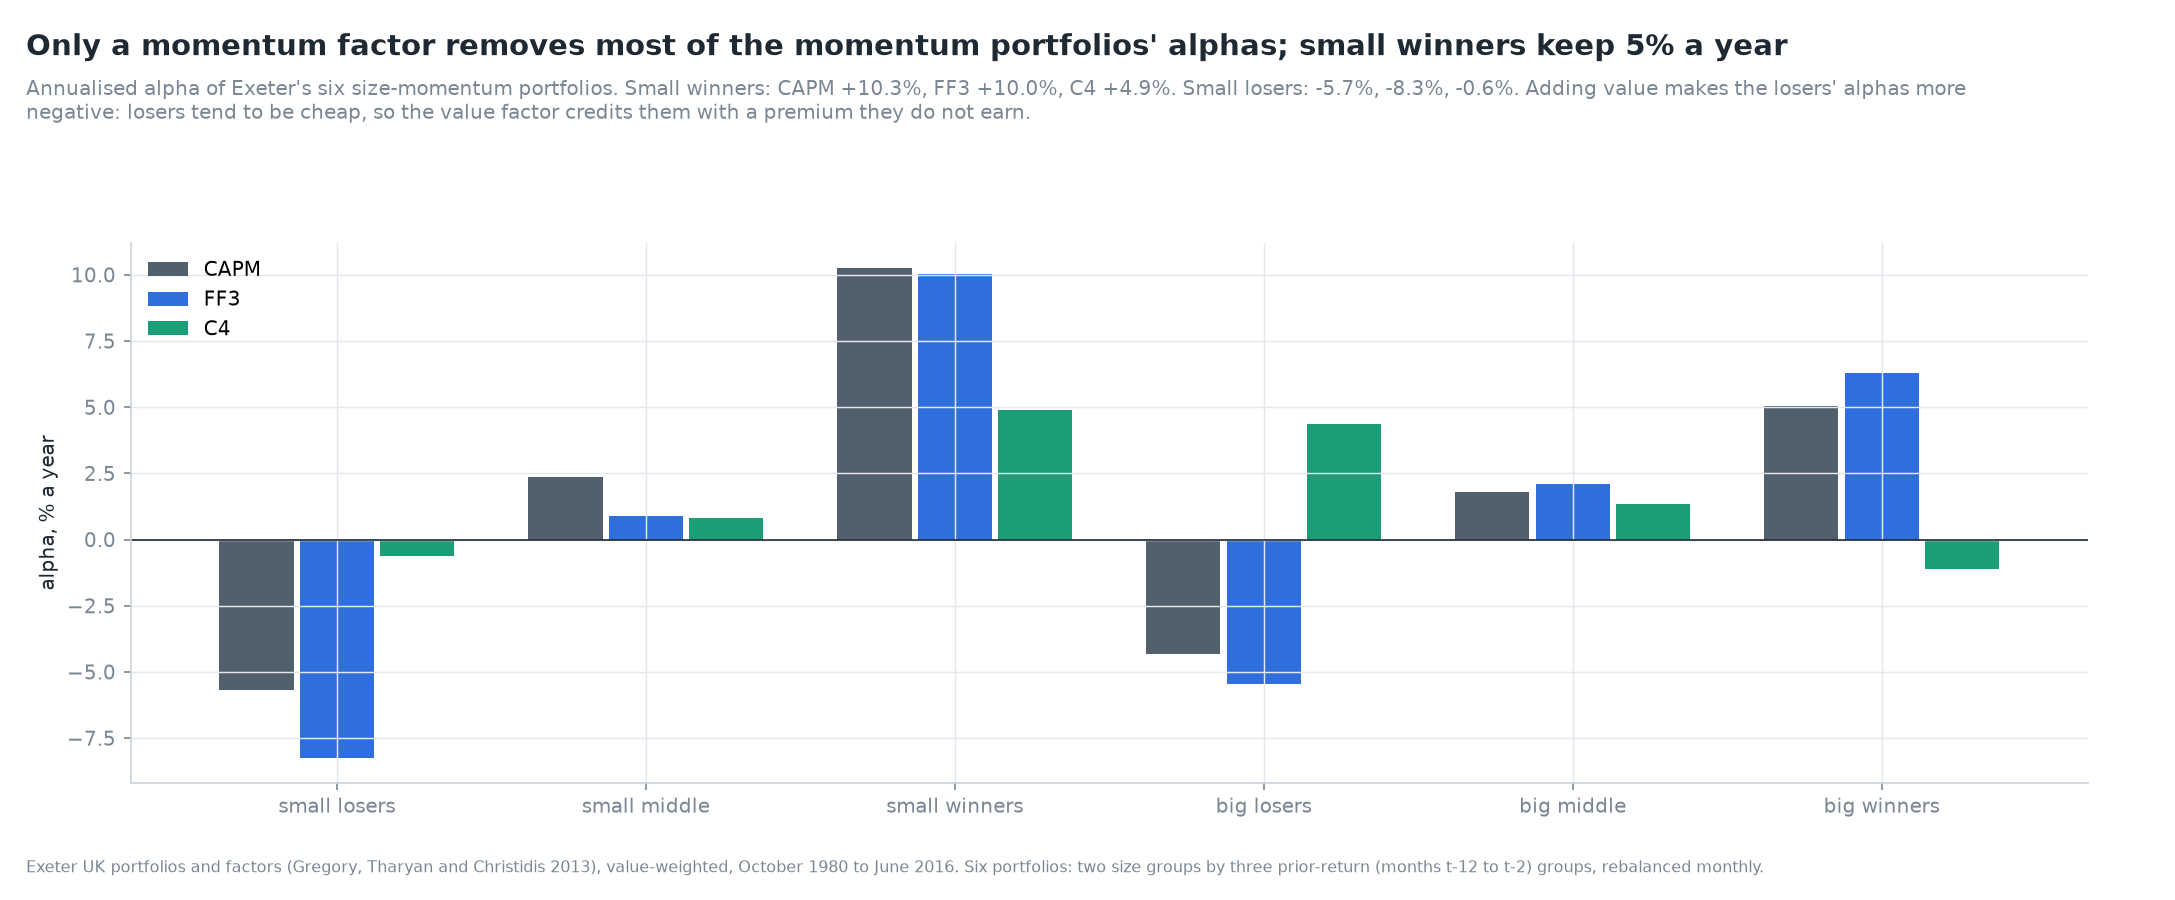 Only a momentum factor removes most of the momentum portfolios' alphas; small winners keep 5% a year
Annualised alpha of Exeter's six size-momentum portfolios. Small winners: CAPM +10.3%, FF3 +10.0%, C4 +4.9%. Small losers: -5.7%, -8.3%, -0.6%. Adding value makes the losers' alphas more
negative: losers tend to be cheap, so the value factor credits them with a premium they do not earn.
CAPM
FF3
C4
10.0
7.5
5.0
2.5
0.0
−2.5
−5.0
−7.5
alpha, % a year
small losers
small middle
small winners
big losers
big middle
big winners
Exeter UK portfolios and factors (Gregory, Tharyan and Christidis 2013), value-weighted, October 1980 to June 2016. Six portfolios: two size groups by three prior-return (months t-12 to t-2) groups, rebalanced monthly.